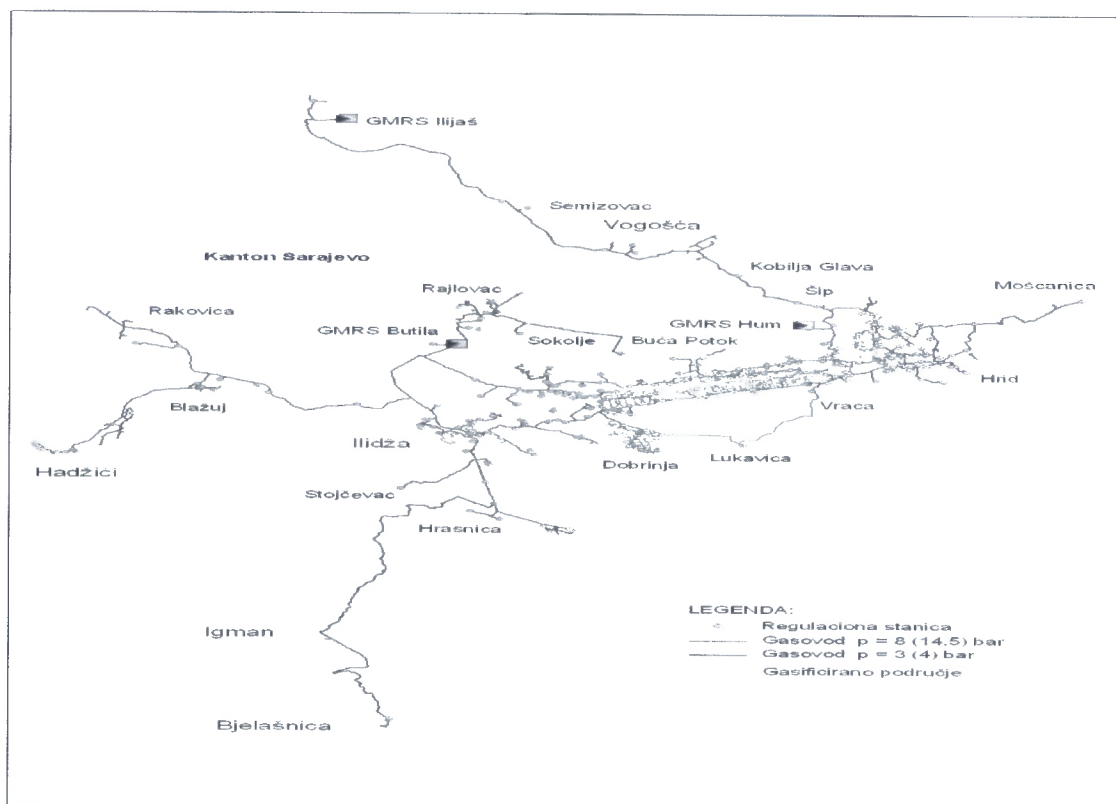 GMRS Ilijaš
Semizovac
Vogošća
Kanton Sarajevo
Kobilja Glava
Rajlovac
Šip
Mošcanica
Rakovica
GMRS Butila
GMRS Hum
Sokolje
Buća Potok
Hrid
Blažuj
Vraca
Ilidža
Lukavica
Dobrinja
Hadžići
Stojčevac
Hrasnica
Igman
Bjelašnica
LEGENDA:
Regulaciona stanica
Gasovod p = 8 (14.5) bar
Gasovod p = 3 (4) bar
Gasificirano područje